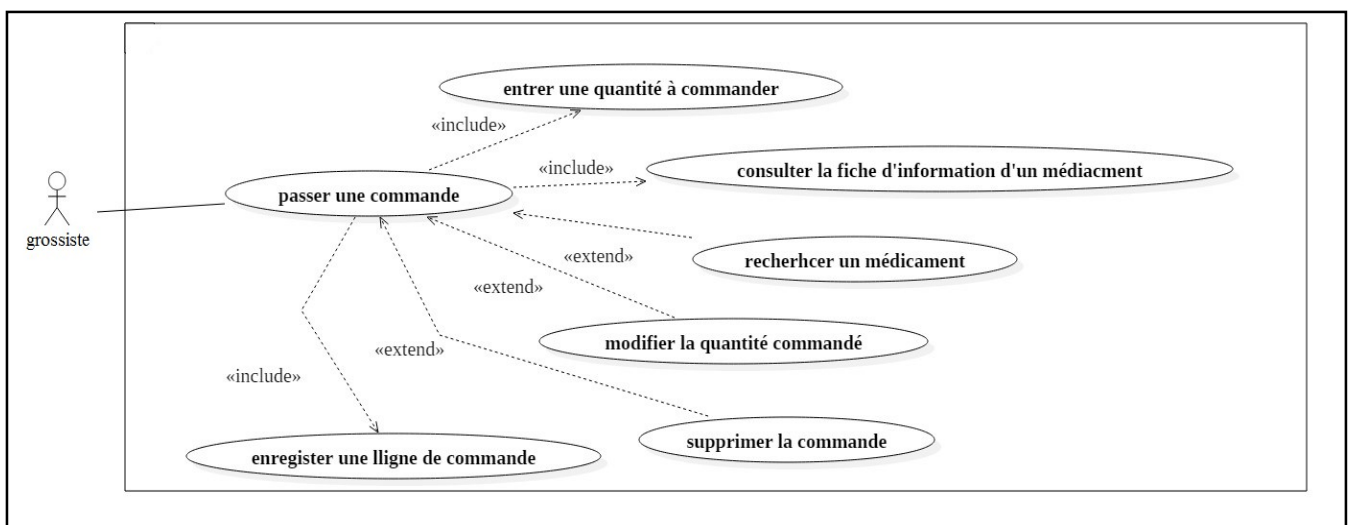 entrer une quantité à commander
«include»
«include»
consulter la fiche d'information d'un médiacment
passer une commande
grossiste
«extend»
recherhcer un médicament
«extend»
modifier la quantité commandé
«extend»
«include»
supprimer la commande
enregister une lligne de commande